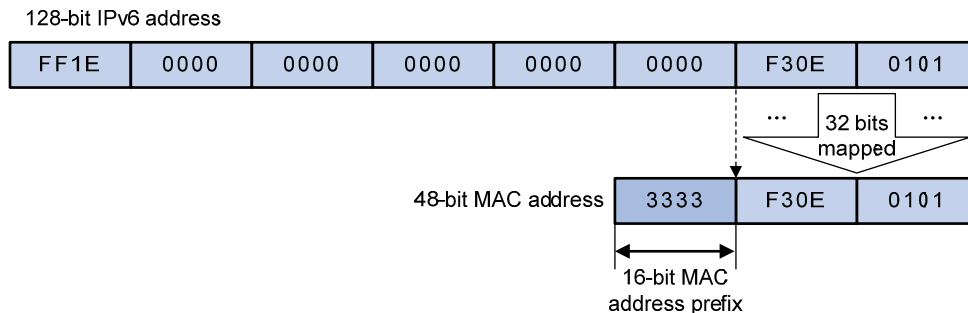 128-bit IPv6 address
FF1E 0000 0000 0000 0000 0000 F30E 0101
... 32 bits ...
mapped
48-bit MAC address 3333 F30E 0101
16-bit MAC
address prefix